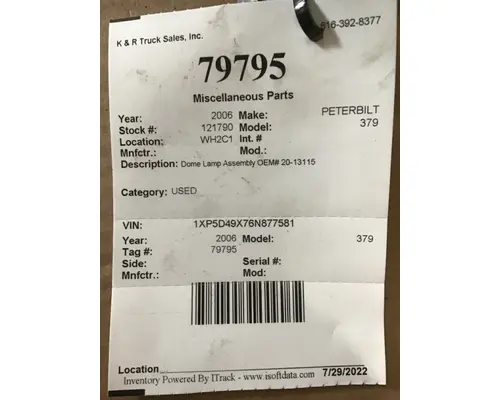 K & R Truck Sales, Inc.
516-392-8377
79795
Miscellaneous Parts
Year: 2006 Make: PETERBILT
Stock #: 121790 Model: 379
Location: WH2C1 Int. #
Mnfctr.: Mod.:
Description: Dome Lamp Assembly OEM# 20-13115
Category: USED
VIN: 1XP5D49X76N877581
Year: 2006 Model: 379
Tag #: 79795
Side: Serial #:
Mnfctr.: Mod:
Location
Inventory Powered By ITrack - www.isoftdata.com 7/29/2022